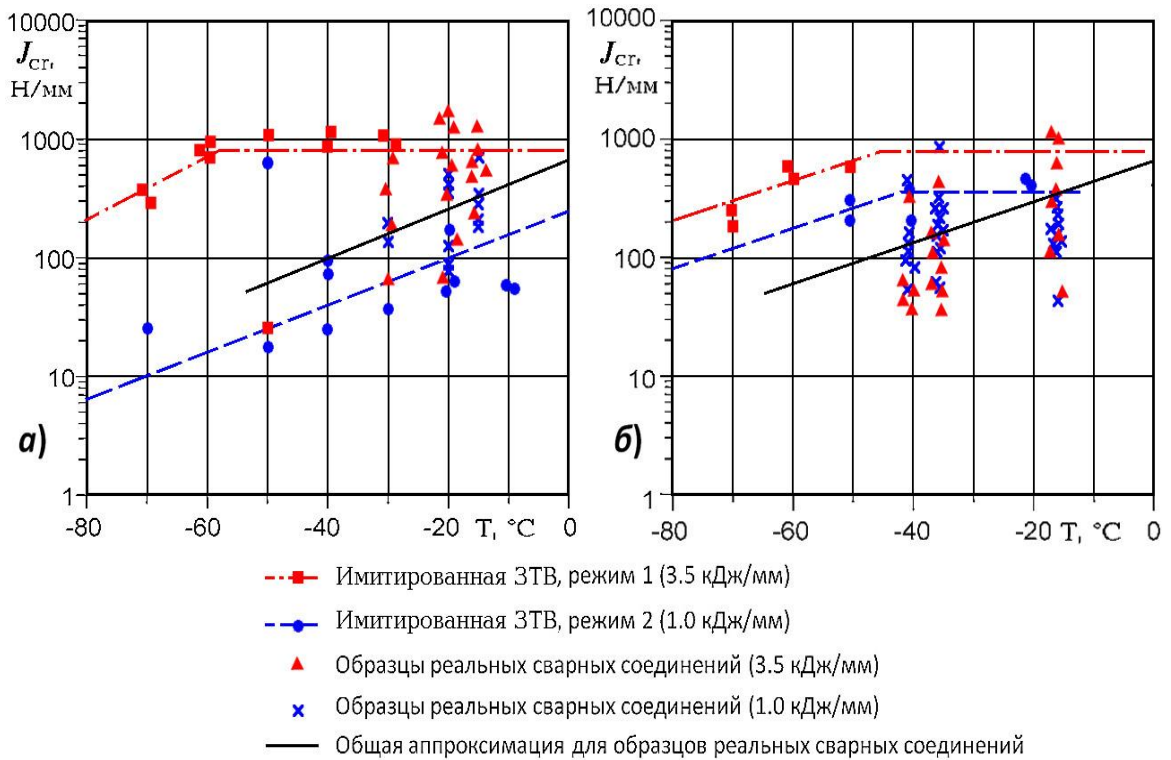 10000
Jcr,
Н/мм
1000
100
10
1
а)
-80
-60
-40
-20
T, °C
0
10000
Jcr,
Н/мм
1000
100
10
1
б)
-80
-60
-40
-20
T, °C
0
Имитированная ЗТВ, режим 1 (3.5 кДж/мм)
Имитированная ЗТВ, режим 2 (1.0 кДж/мм)
Образцы реальных сварных соединений (3.5 кДж/мм)
Образцы реальных сварных соединений (1.0 кДж/мм)
Общая аппроксимация для образцов реальных сварных соединений